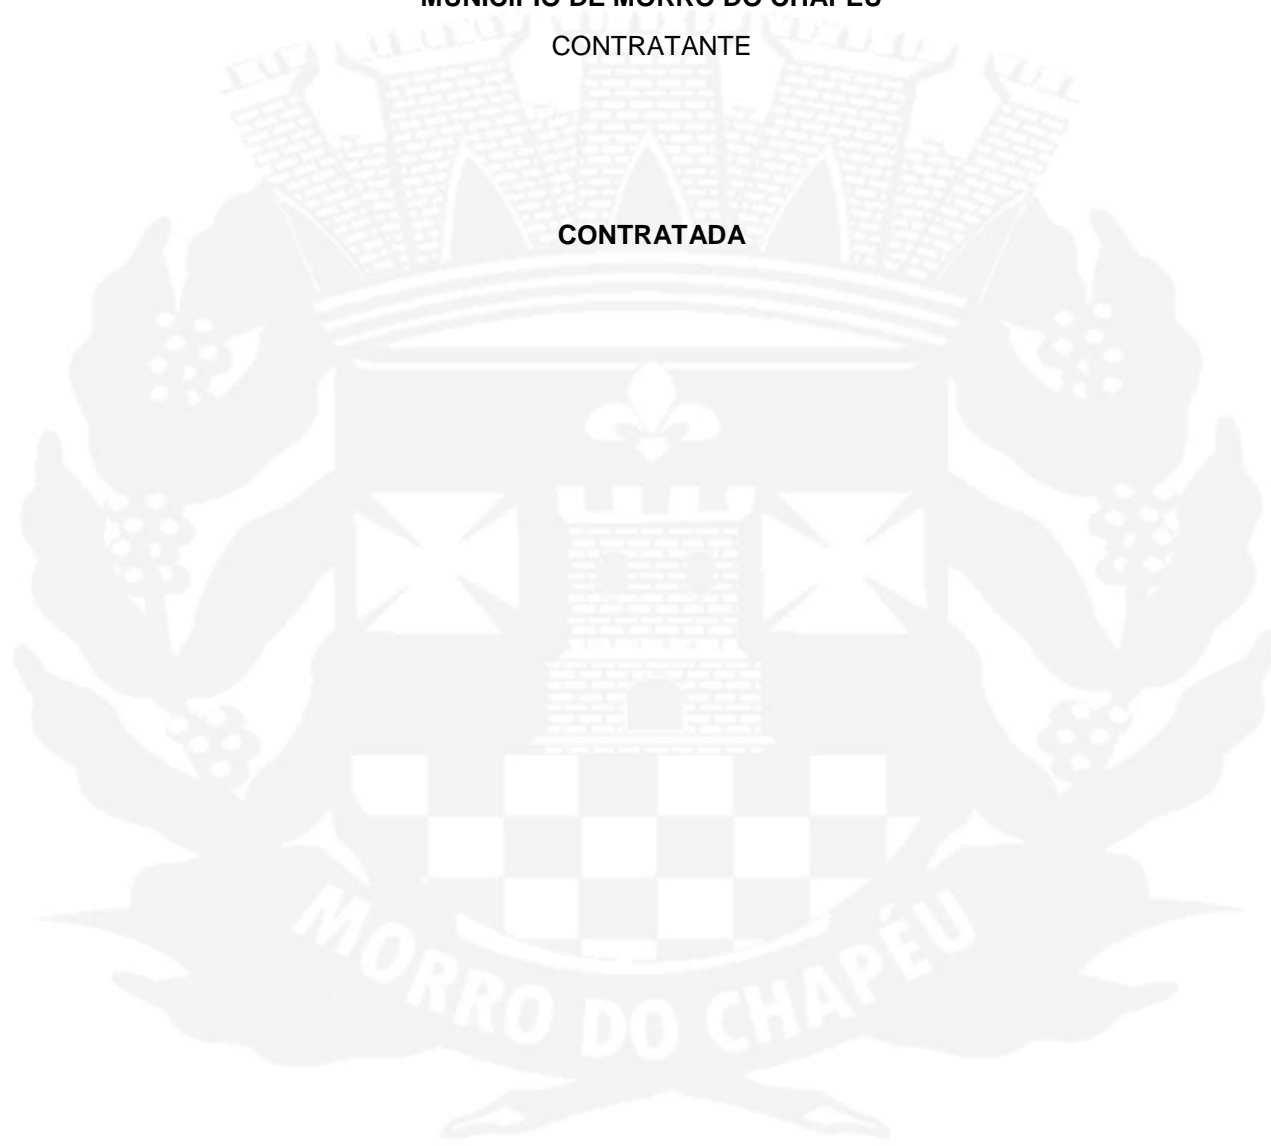 MUNICÍPIO DE MORRO DO CHAPÉU
CONTRATANTE
CONTRATADA
MORRO DO CHAPÉU